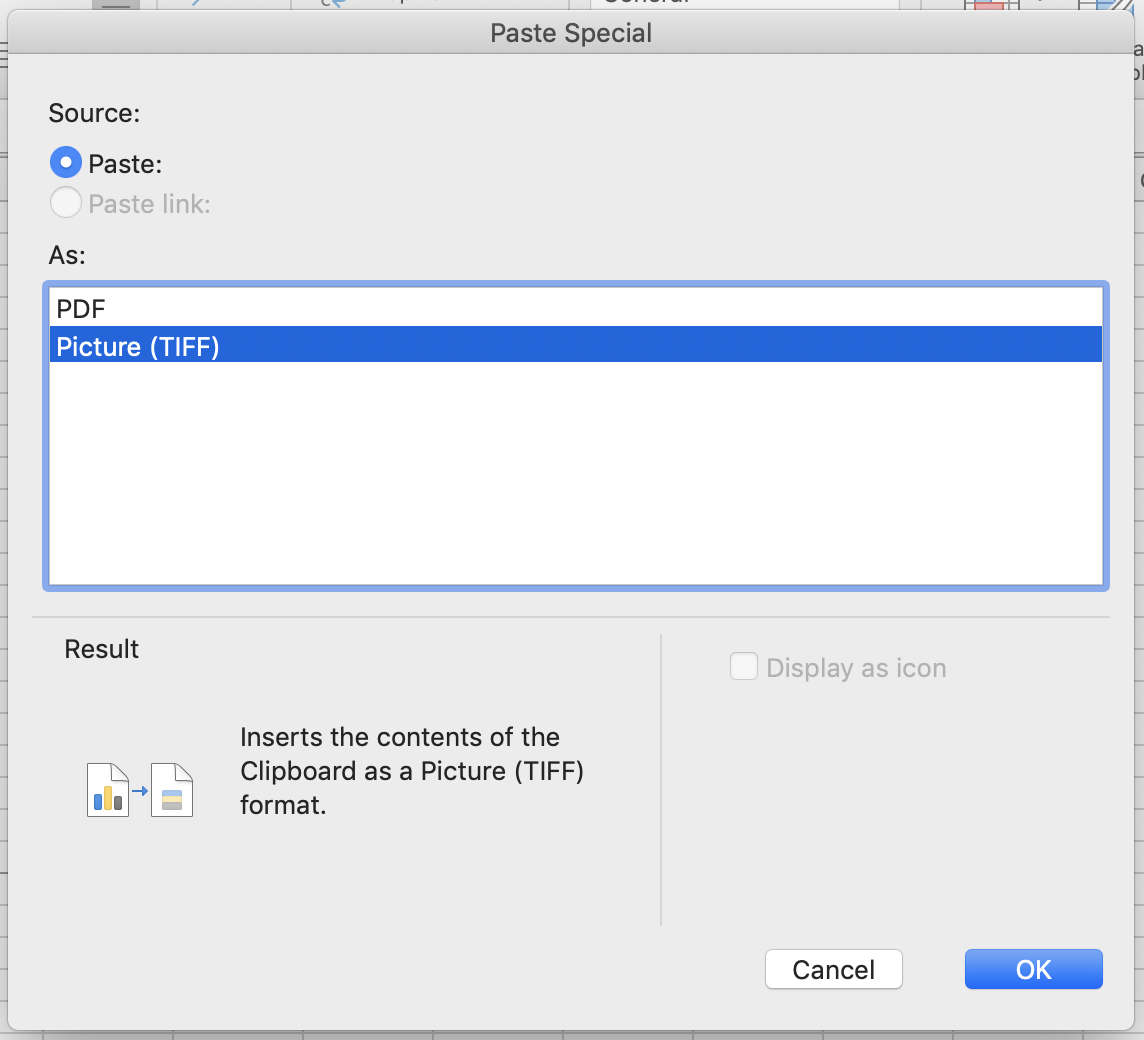 Paste Special
Source:
Paste:
Paste link:
As:
PDF
Picture (TIFF)
Result
Display as icon
Inserts the contents of the
Clipboard as a Picture (TIFF)
format.
Cancel
OK